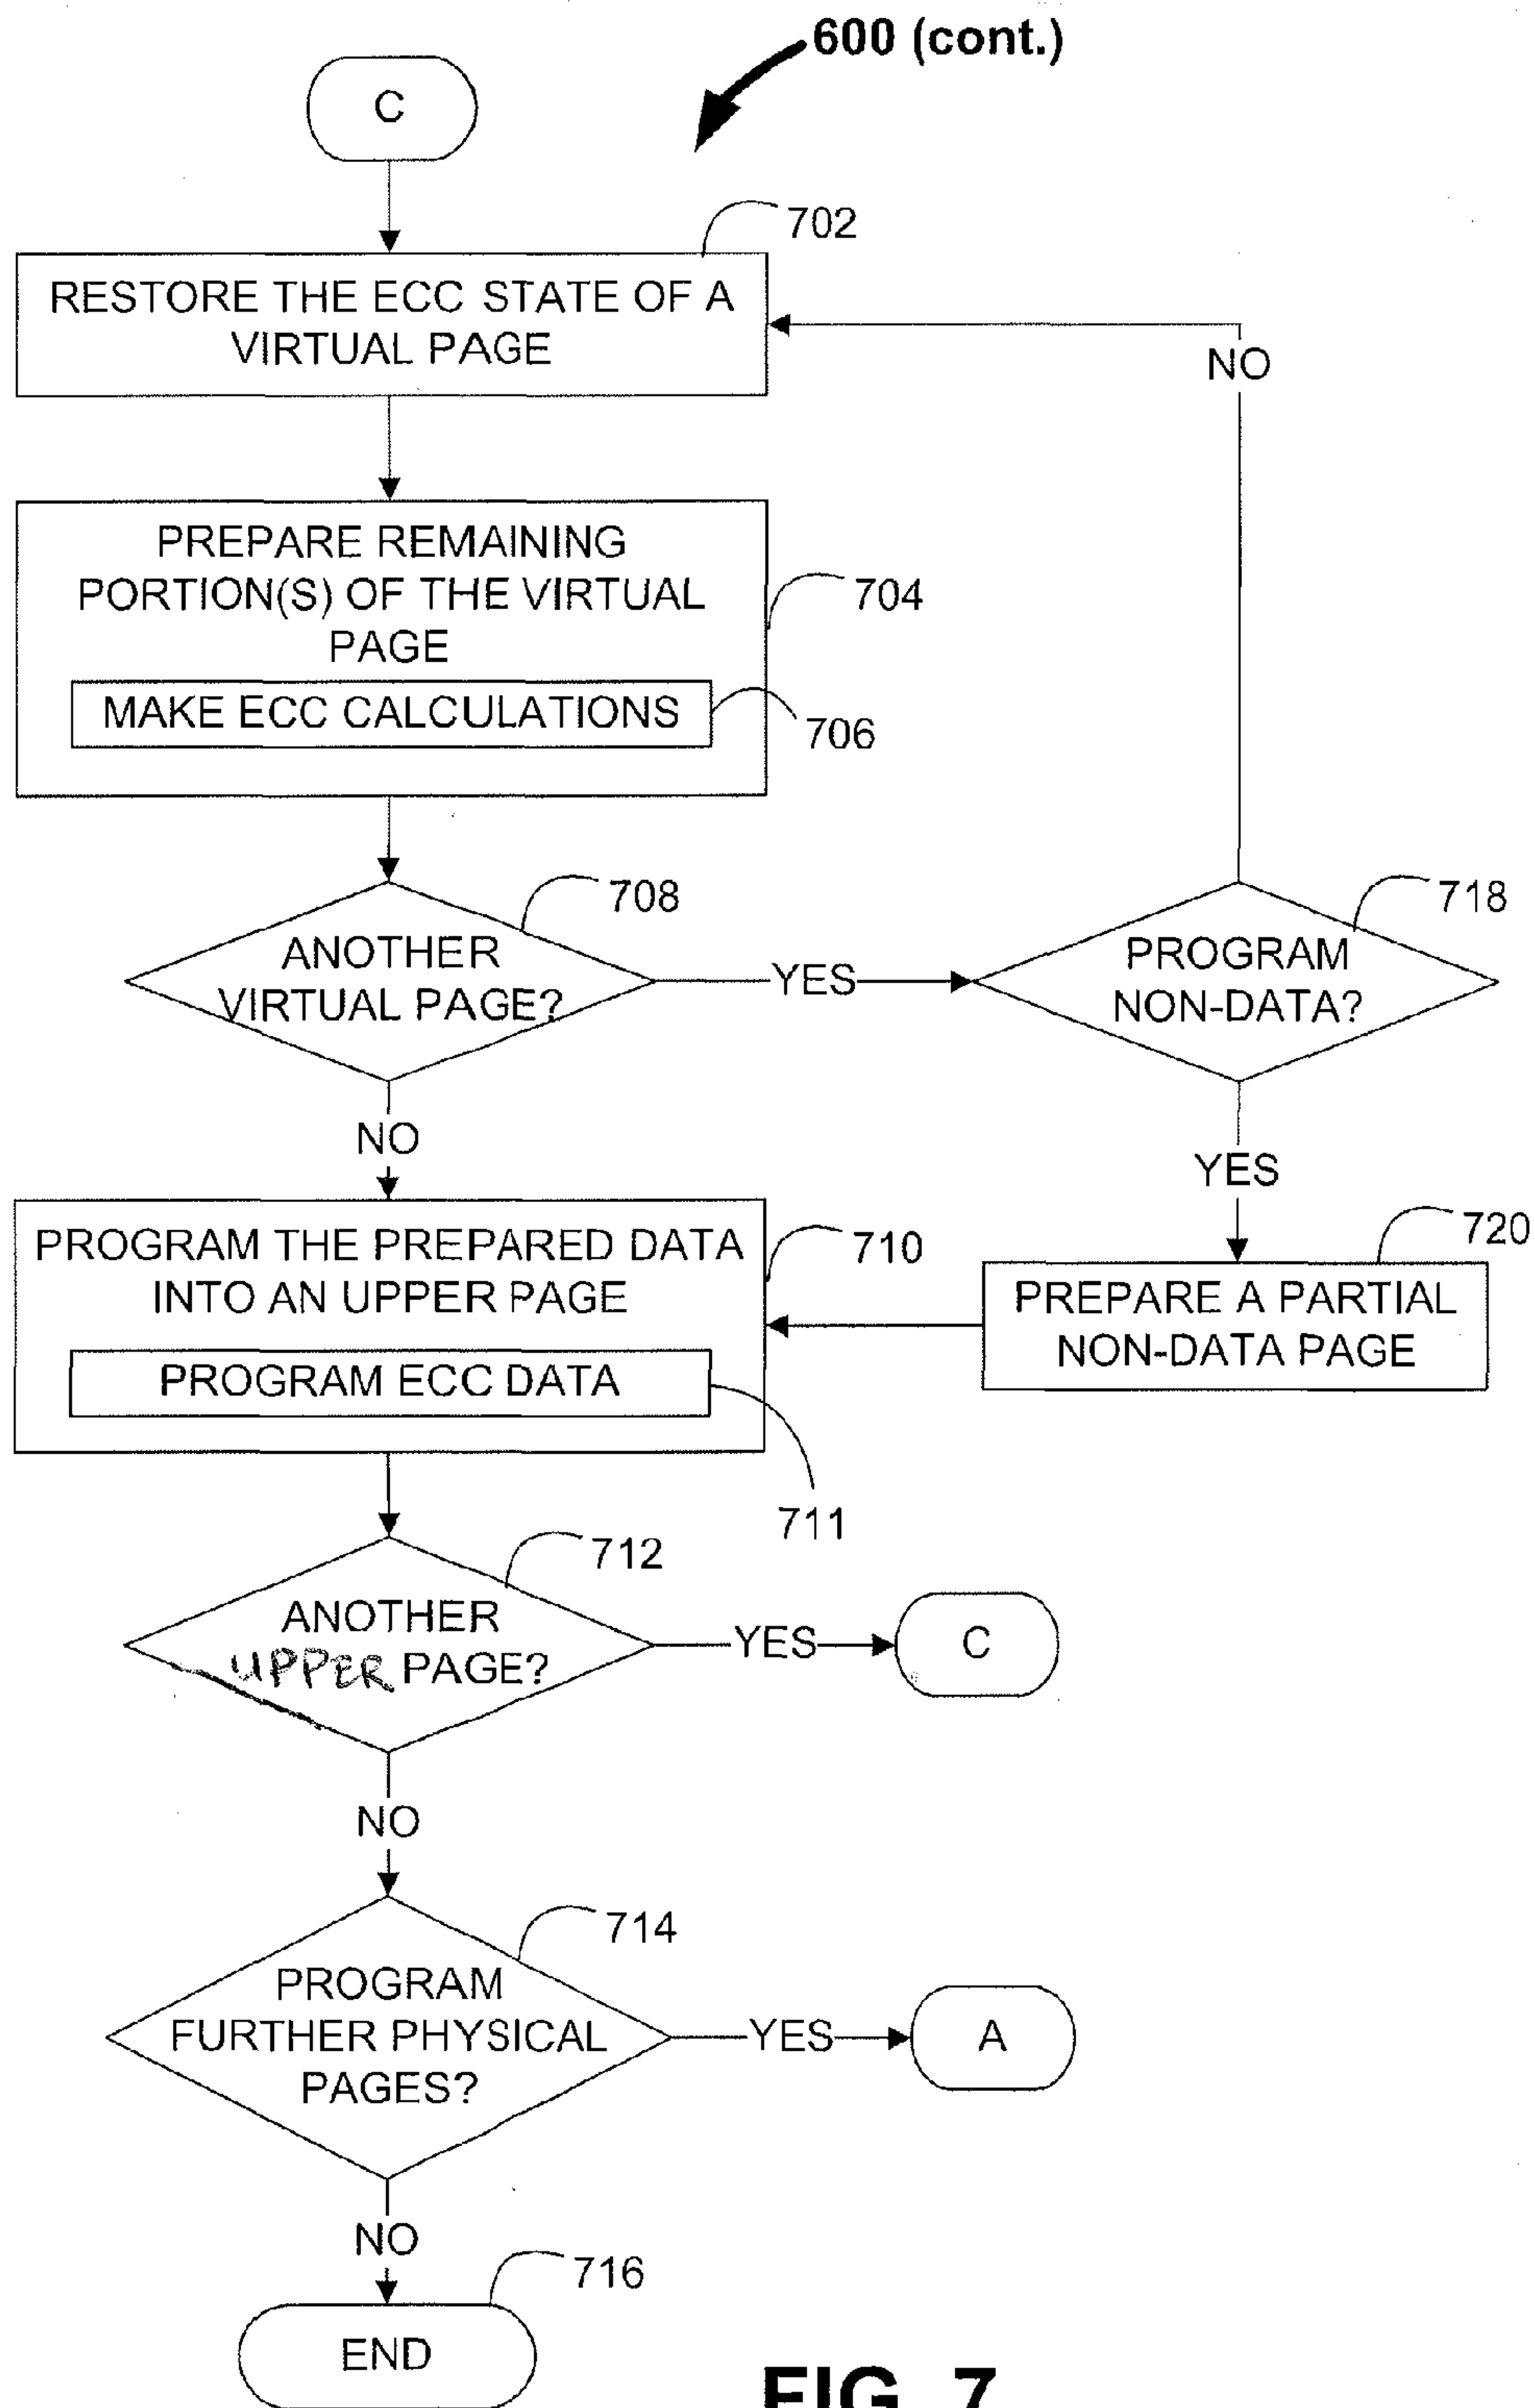 600 (cont.)
C
702
RESTORE THE ECC STATE OF A
VIRTUAL PAGE
NO
PREPARE REMAINING
PORTION(S) OF THE VIRTUAL
PAGE
704
MAKE ECC CALCULATIONS
706
708
ANOTHER
VIRTUAL PAGE?
YES
718
PROGRAM
NON-DATA?
NO
YES
PROGRAM THE PREPARED DATA
INTO AN UPPER PAGE
710
720
PREPARE A PARTIAL
NON-DATA PAGE
PROGRAM ECC DATA
711
712
ANOTHER
UPPER PAGE?
YES
C
NO
714
PROGRAM
FURTHER PHYSICAL
PAGES?
YES
A
NO
716
END
FIG. 7